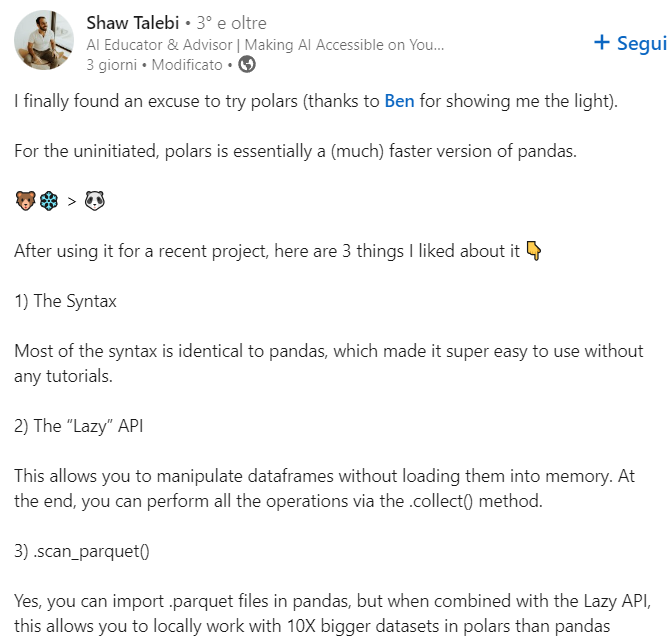 Shaw Talebi • 3° e oltre
AI Educator & Advisor | Making AI Accessible on You...
3 giorni • Modificato •
+ Segui
I finally found an excuse to try polars (thanks to Ben for showing me the light).
For the uninitiated, polars is essentially a (much) faster version of pandas.
🐻❄️ > 🐼
After using it for a recent project, here are 3 things I liked about it 👇
1) The Syntax
Most of the syntax is identical to pandas, which made it super easy to use without
any tutorials.
2) The “Lazy” API
This allows you to manipulate dataframes without loading them into memory. At
the end, you can perform all the operations via the .collect() method.
3) .scan_parquet()
Yes, you can import .parquet files in pandas, but when combined with the Lazy API,
this allows you to locally work with 10X bigger datasets in polars than pandas